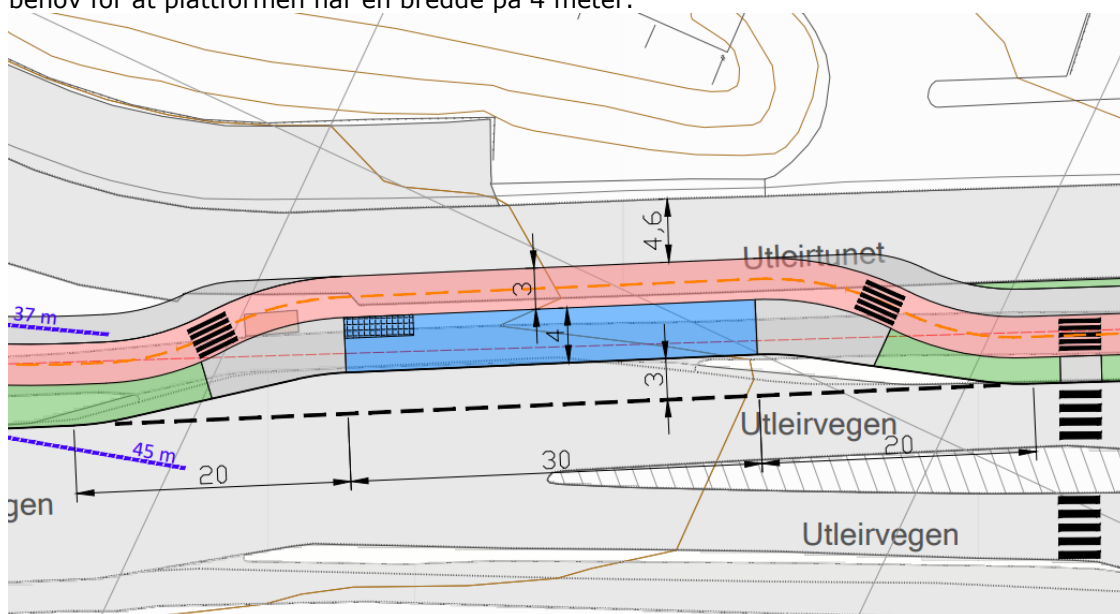 behov for at plattformen har en bredde på 4 meter.
4,6
Utleirtunet
3
37 m
4
3
Utleirvegen
45 m
20
30
20
gen
Utleirvegen